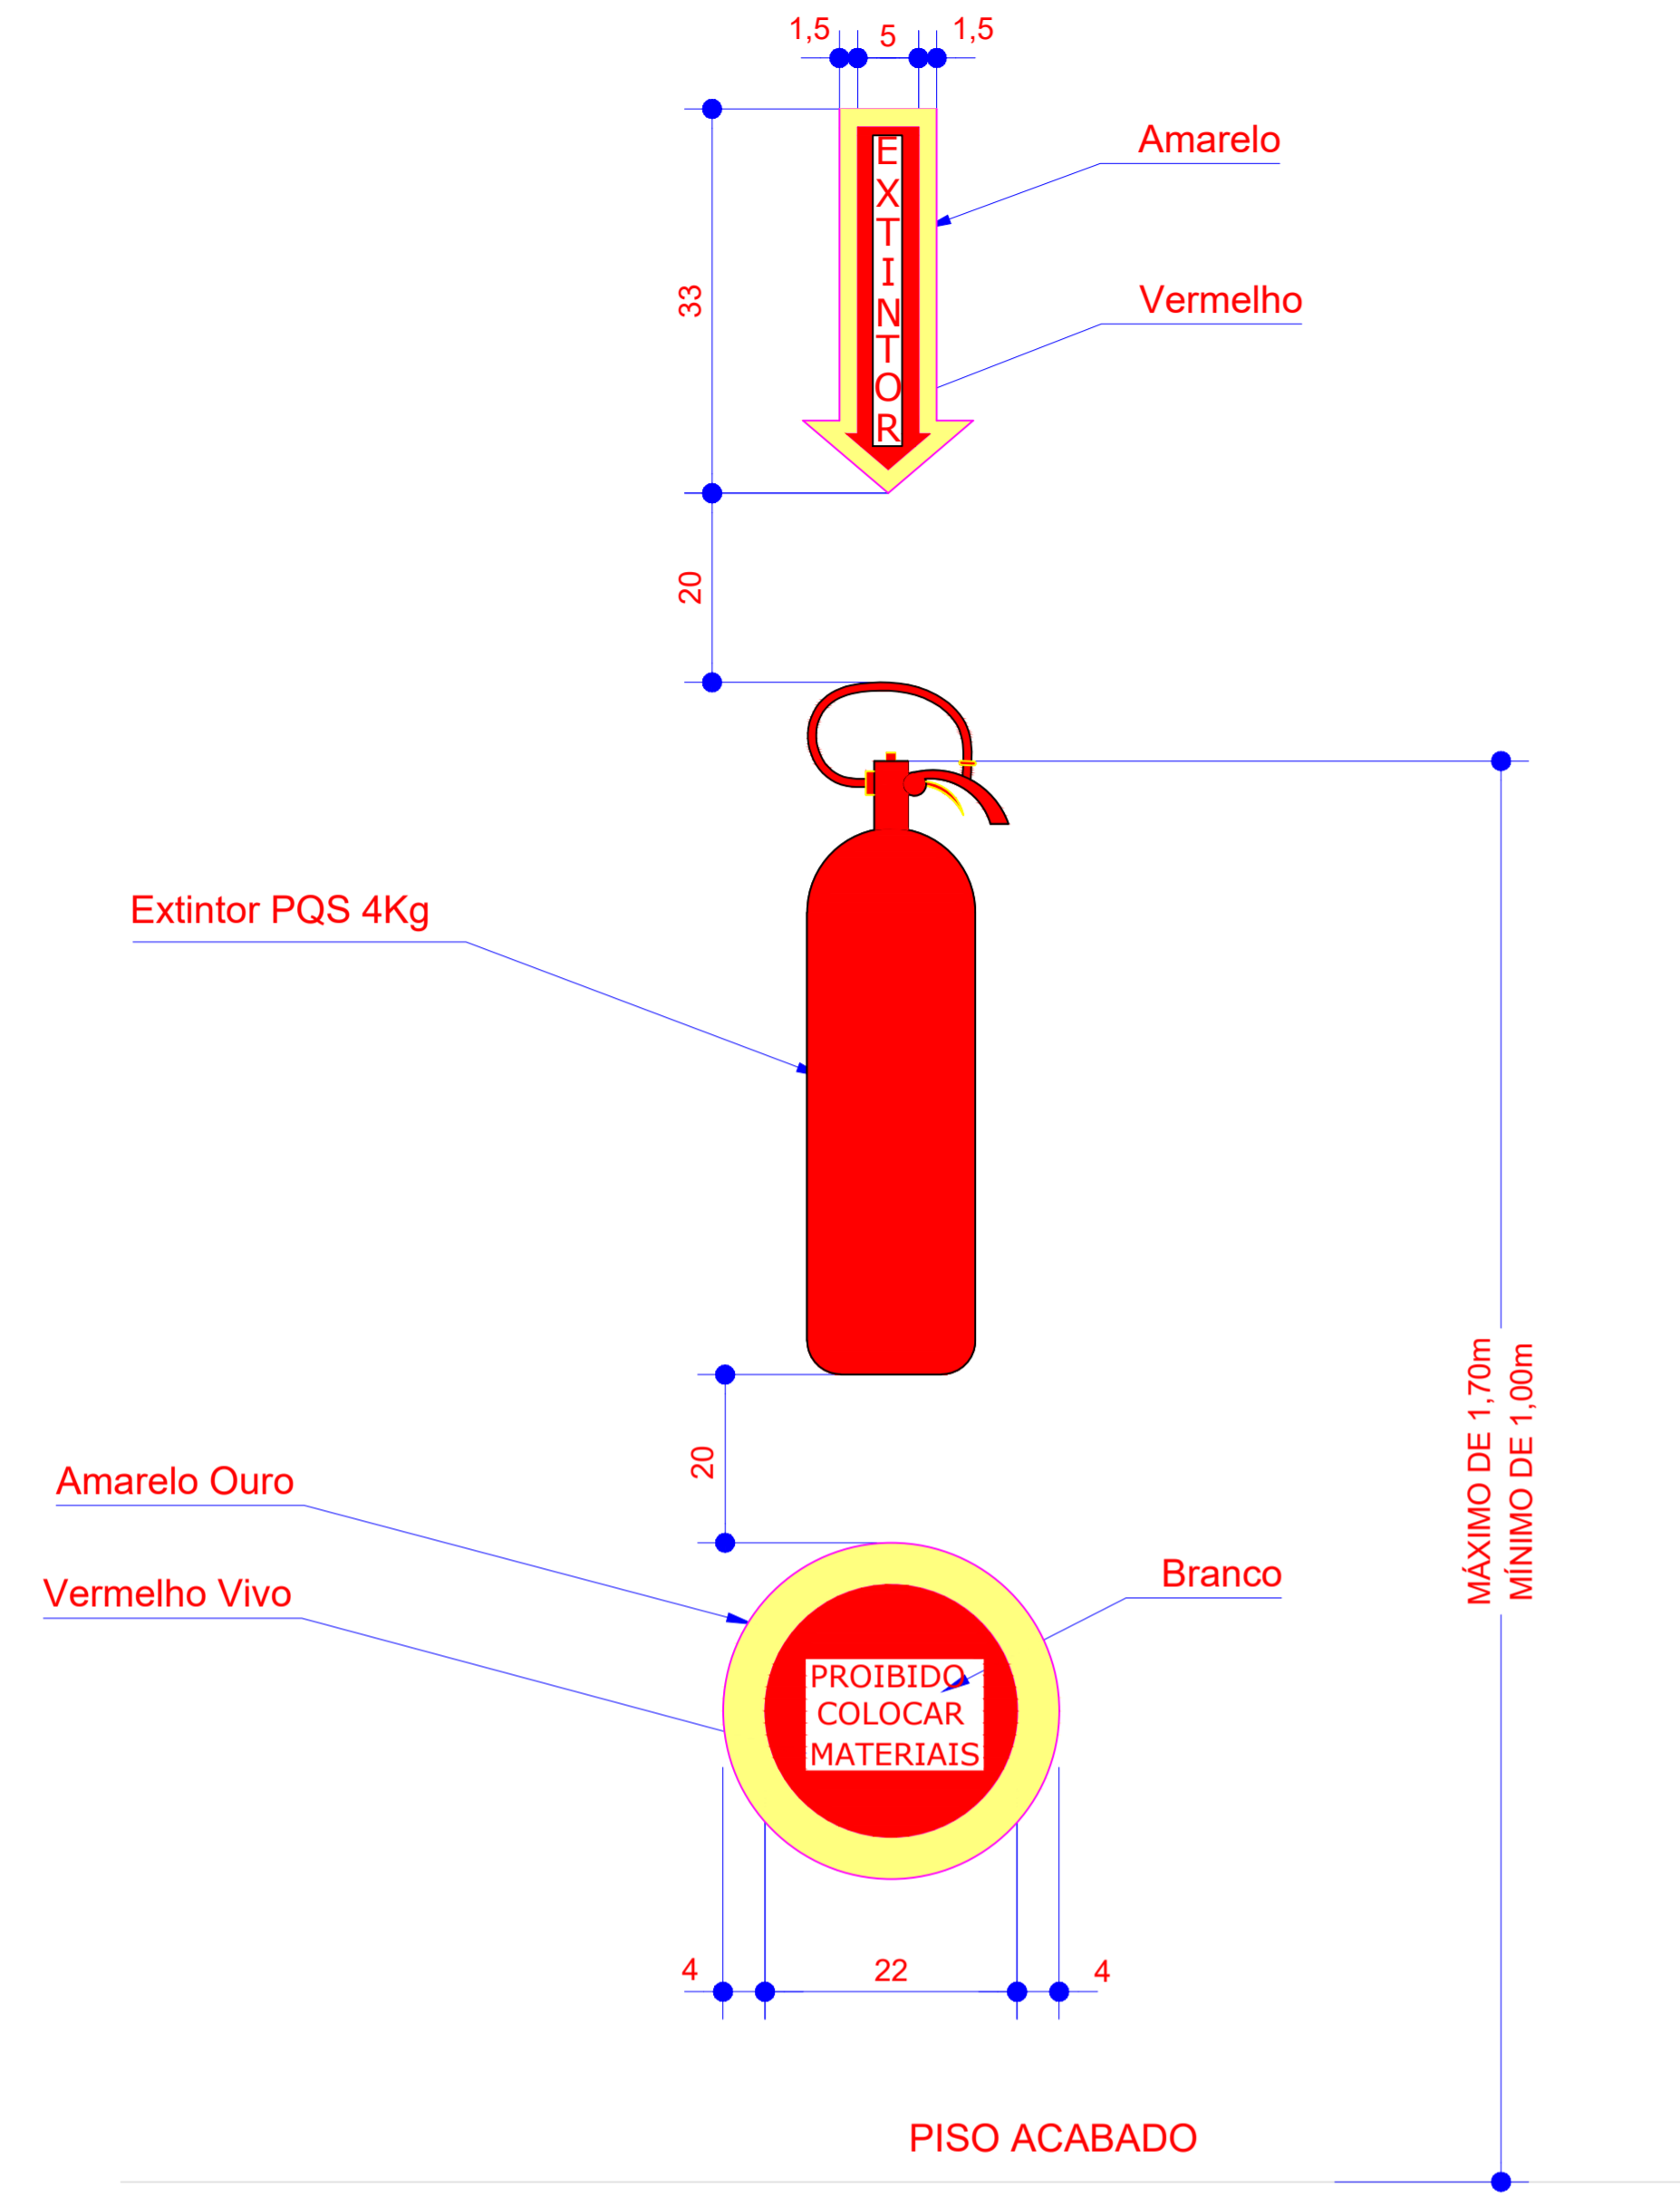 1,5
5
1,5
Amarelo
EXTINTOR
33
Vermelho
20
Extintor PQS 4Kg
MÁXIMO DE 1,70m
MÍNIMO DE 1,00m
20
Amarelo Ouro
Branco
Vermelho Vivo
PROIBIDO
COLOCAR
MATERIAIS
4
22
4
PISO ACABADO